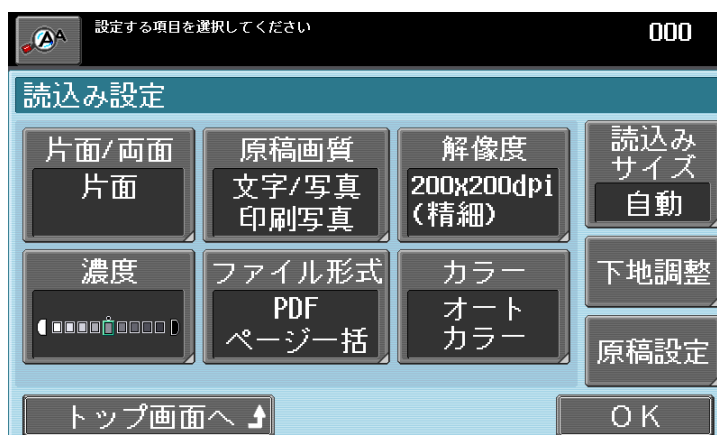 設定する項目を選択してください
000
読込み設定
片面/両面
片面
原稿画質
文字/写真
印刷写真
解像度
200x200dpi
(精細)
読込み
サイズ
自動
濃度
ファイル形式
PDF
ページ一括
カラー
オート
カラー
下地調整
原稿設定
トップ画面へ
OK